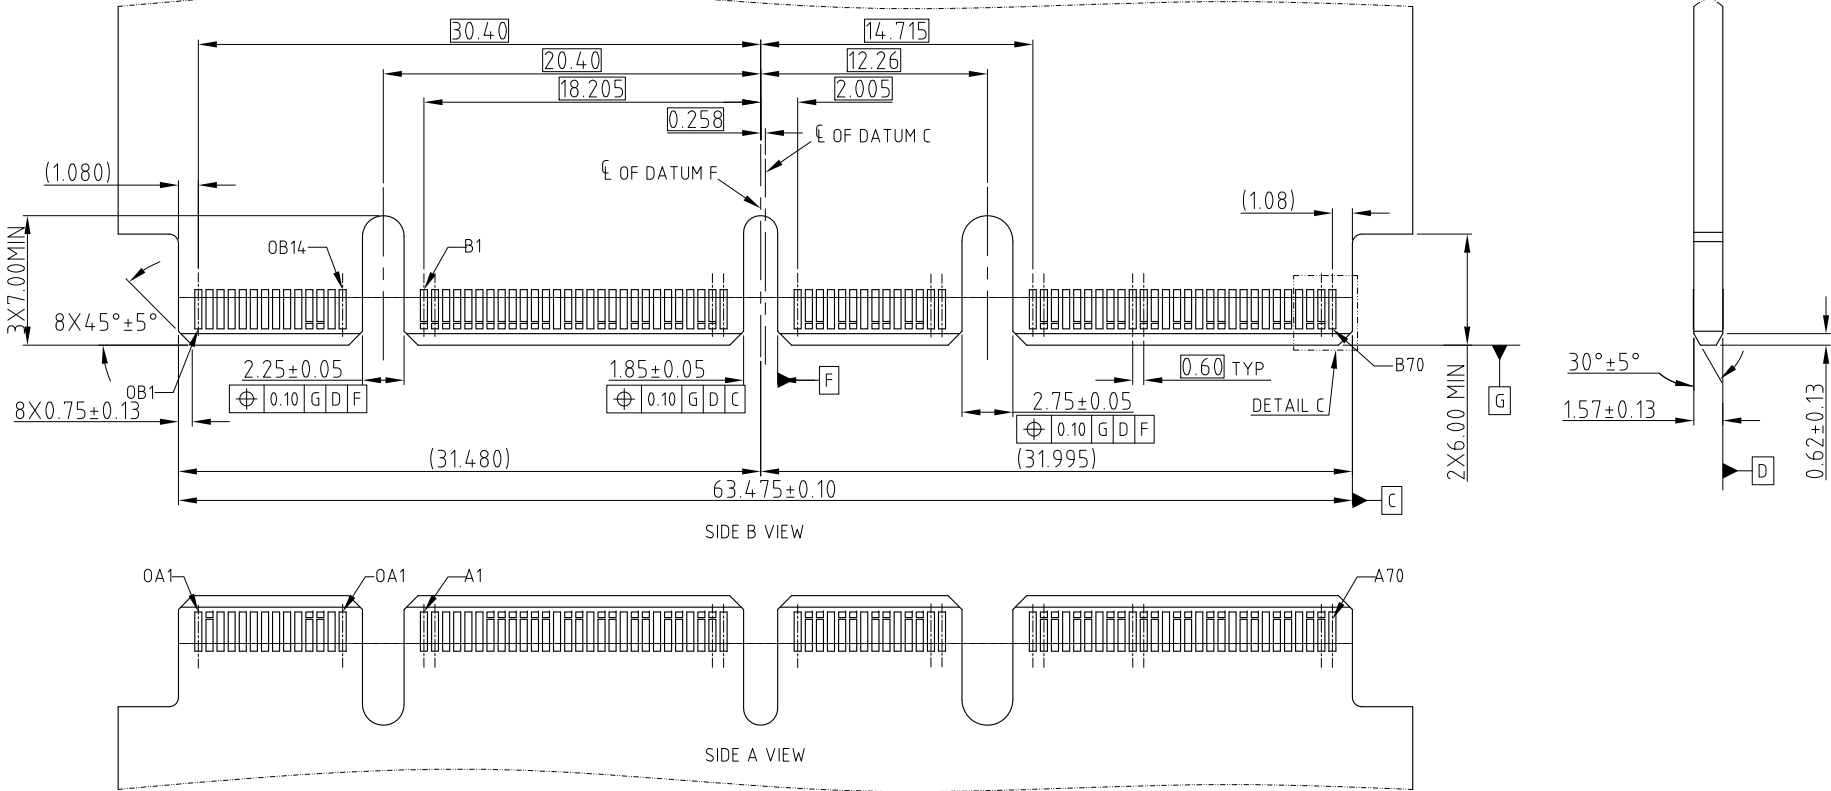 30.40
14.715
20.40
12.26
18.205
2.005
0.258
℄ OF DATUM C
℄ OF DATUM F
(1.080)
(1.08)
3X7.00MIN
0B14
B1
8X45°±5°
2.25±0.05
⌖ 0.10 G D F
0B1
8X0.75±0.13
1.85±0.05
⌖ 0.10 G D C
F
0.60 TYP
B70
2.75±0.05
⌖ 0.10 G D F
DETAIL C
G
2X6.00 MIN
30°±5°
1.57±0.13
0.62±0.13
D
(31.480)
(31.995)
63.475±0.10
C
SIDE B VIEW
0A1
0A1
A1
A70
SIDE A VIEW